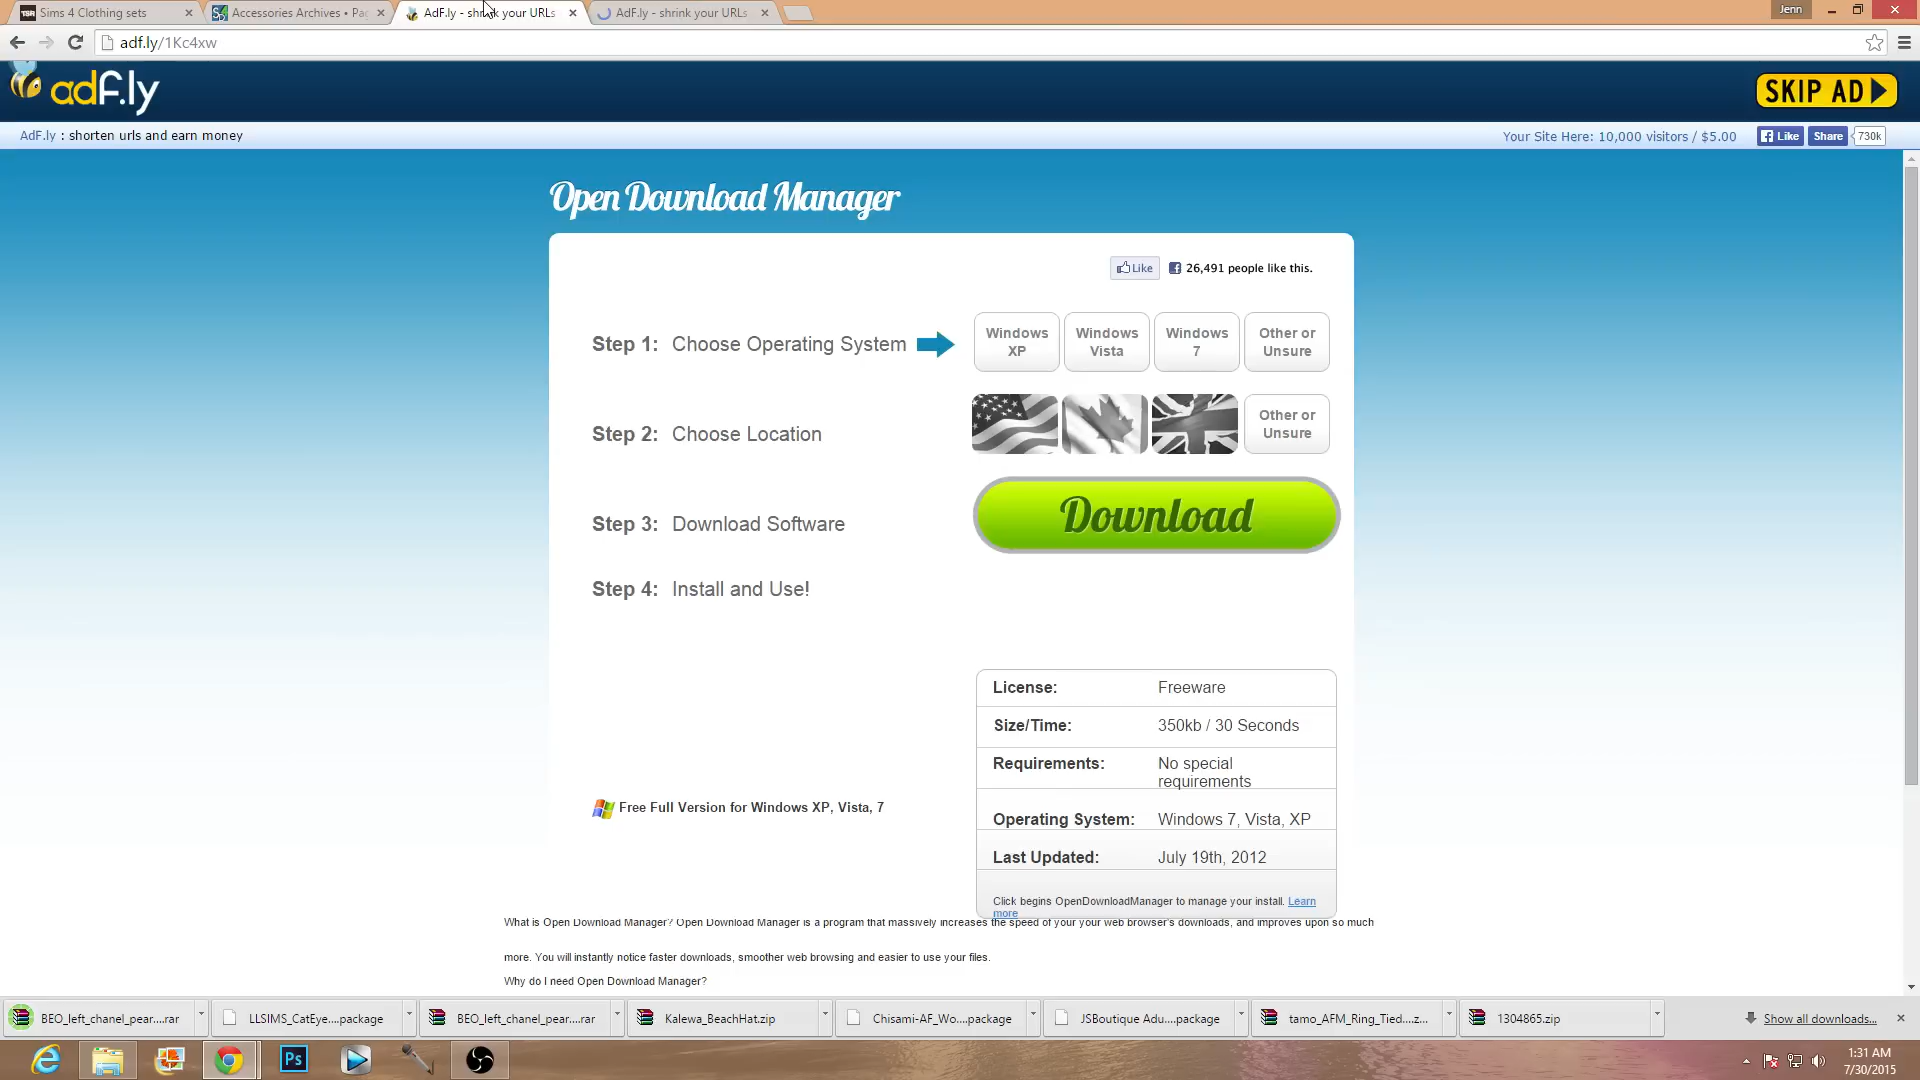 Sims 4 Clothing sets
Accessories Archives • Pa
AdF.ly - shrink your URLs
AdF.ly - shrink your URLs
Jenn
adf.ly/1Kc4xw
adf.ly
SKIP AD
AdF.ly : shorten urls and earn money
Your Site Here: 10,000 visitors / $5.00
Like
Share
730k
Open Download Manager
Like
26,491 people like this.
Step 1: Choose Operating System
Windows XP
Windows Vista
Windows 7
Other or Unsure
Step 2: Choose Location
Other or Unsure
Step 3: Download Software
Download
Step 4: Install and Use!
License: Freeware
Size/Time: 350kb / 30 Seconds
Requirements: No special
requirements
Free Full Version for Windows XP, Vista, 7
Operating System: Windows 7, Vista, XP
Last Updated: July 19th, 2012
Click begins OpenDownloadManager to manage your install. Learn
more
What is Open Download Manager? Open Download Manager is a program that massively increases the speed of your your web browser's downloads, and improves upon so much
more. You will instantly notice faster downloads, smoother web browsing and easier to use your files.
Why do I need Open Download Manager?
BEO_left_chanel_pear....rar
LLSIMS_CatEye....package
BEO_left_chanel_pear....rar
Kalewa_BeachHat.zip
Chisami-AF_Wo....package
JSBoutique Adu....package
tamo_AFM_Ring_Tied....z...
1304865.zip
Show all downloads...
Ps
1:31 AM
7/30/2015